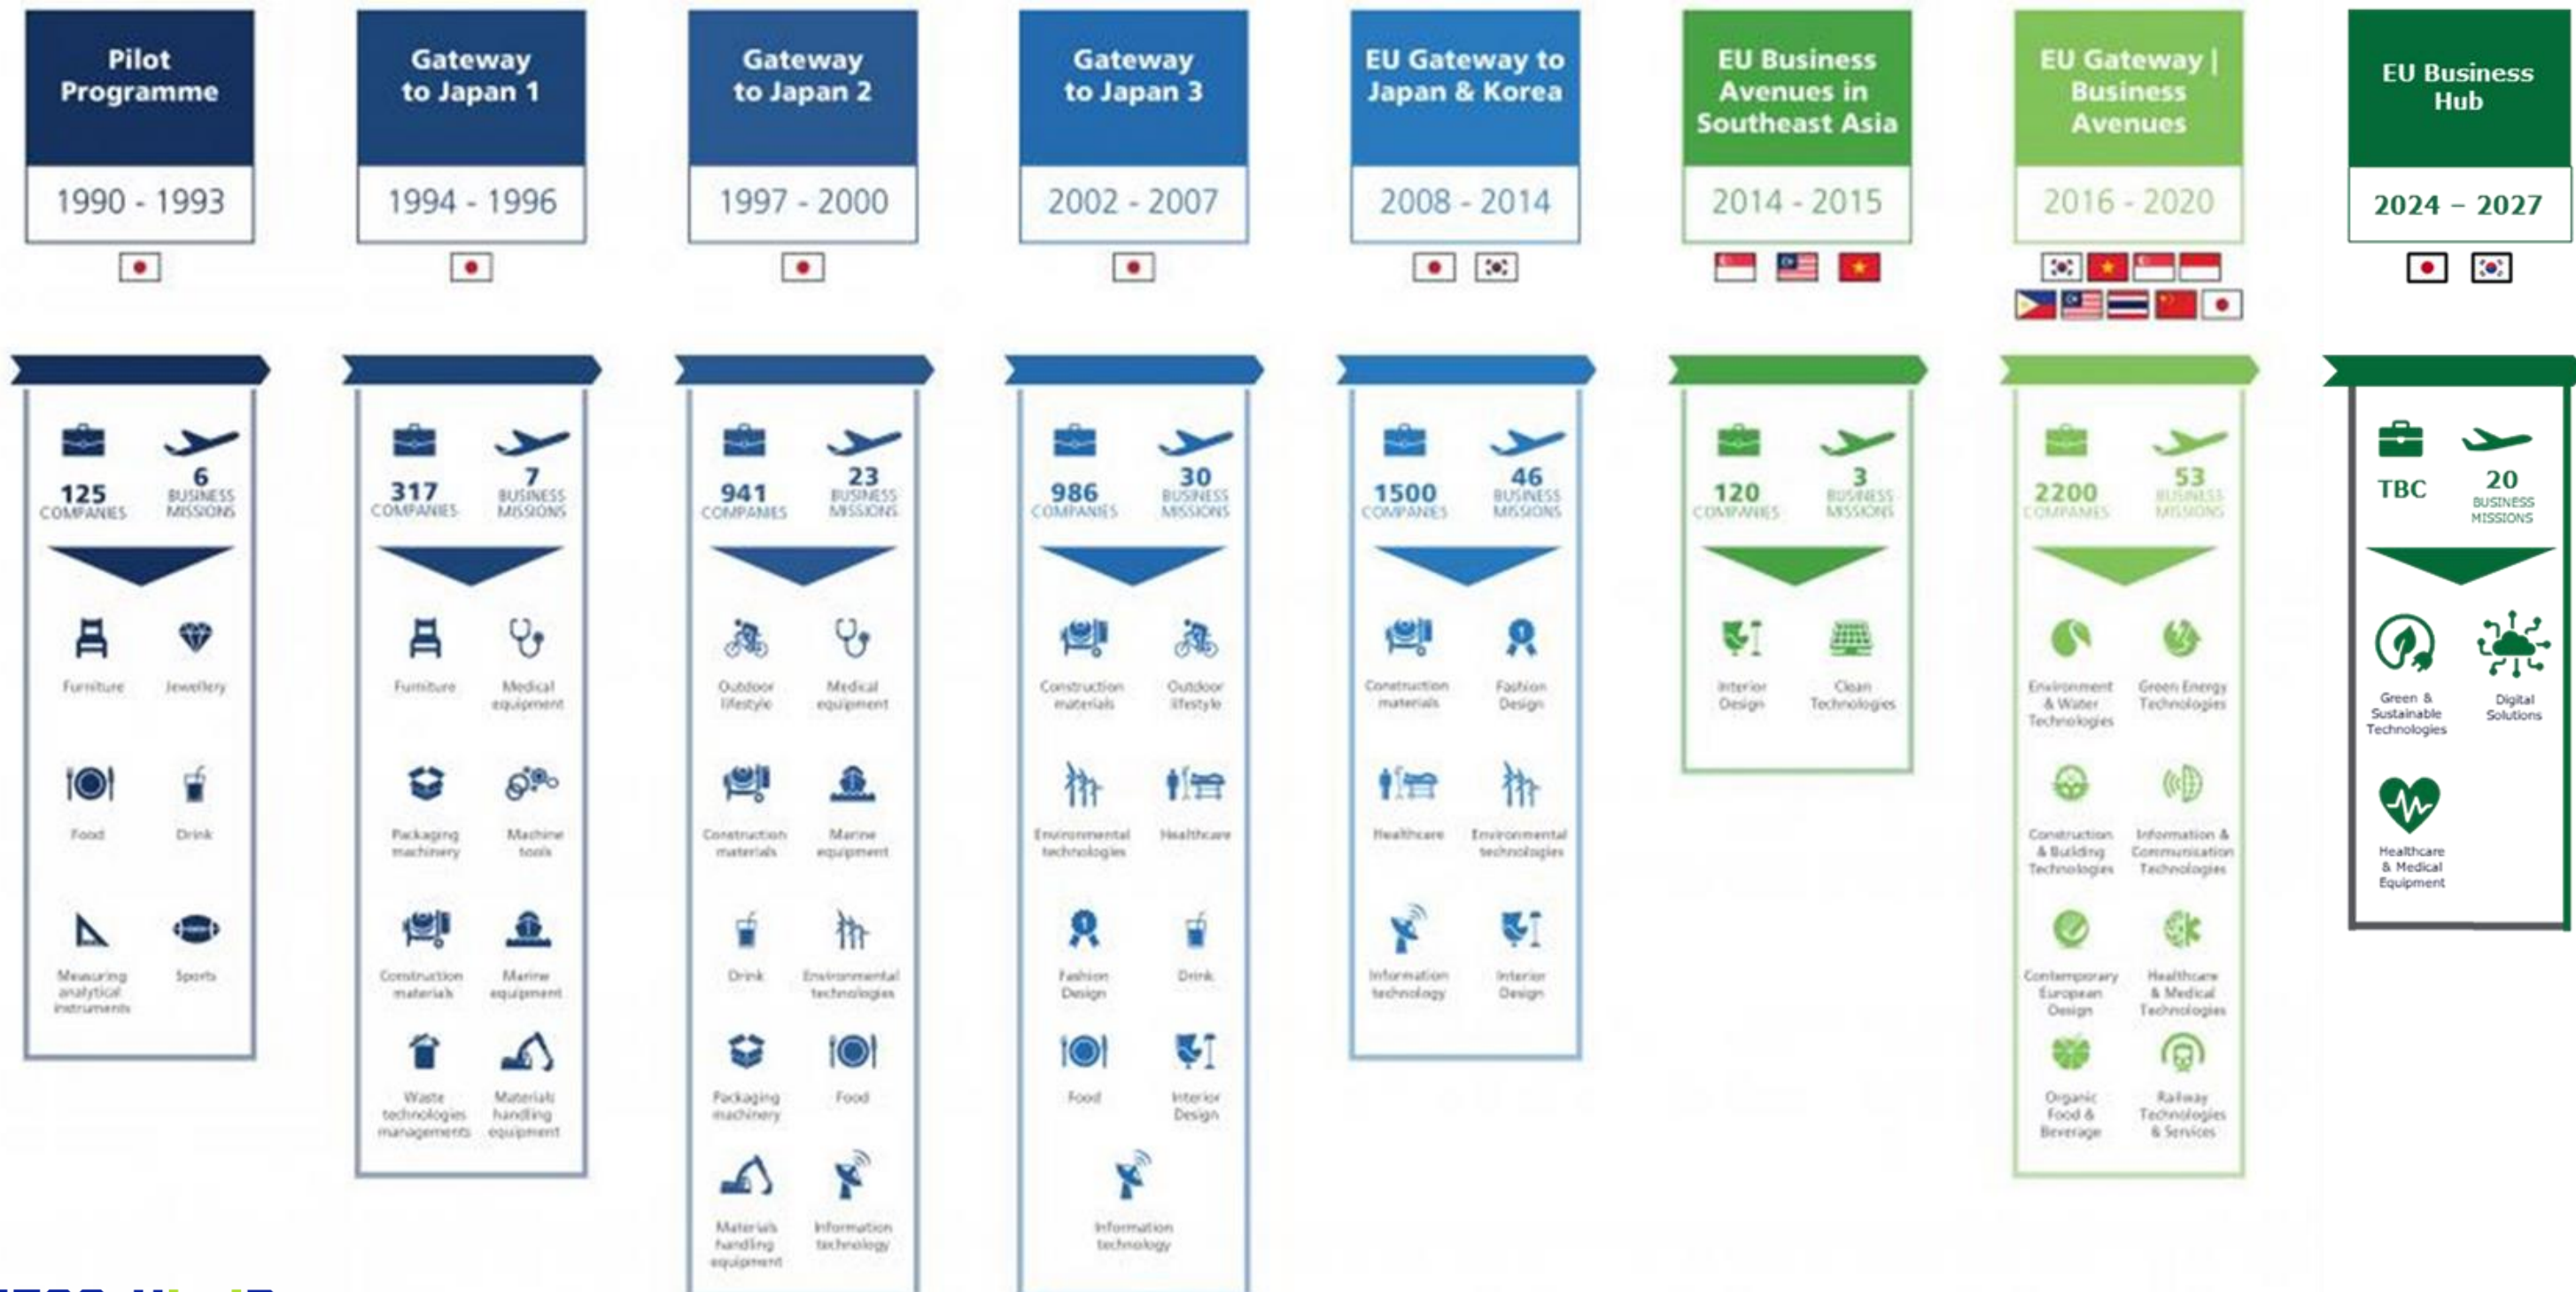 Pilot
Programme
1990 - 1993
125
COMPANIES
6
BUSINESS
MISSIONS
Furniture
Jewellery
Food
Drink
Measuring
analytical
instruments
Sports
Gateway
to Japan 1
1994 - 1996
317
COMPANIES
7
BUSINESS
MISSIONS
Furniture
Medical
equipment
Packaging
machinery
Machine
tools
Construction
materials
Marine
equipment
Waste
technologies
managements
Materials
handling
equipment
Gateway
to Japan 2
1997 - 2000
941
COMPANIES
23
BUSINESS
MISSIONS
Outdoor
lifestyle
Medical
equipment
Construction
materials
Marine
equipment
Drink
Environmental
technologies
Packaging
machinery
Food
Materials
handling
equipment
Information
technology
Gateway
to Japan 3
2002 - 2007
986
COMPANIES
30
BUSINESS
MISSIONS
Construction
materials
Outdoor
lifestyle
Environmental
technologies
Healthcare
Fashion
Design
Drink
Food
Interior
Design
Information
technology
EU Gateway to
Japan & Korea
2008 - 2014
1500
COMPANIES
46
BUSINESS
MISSIONS
Construction
materials
Fashion
Design
Healthcare
Environmental
technologies
Information
technology
Interior
Design
EU Business
Avenues in
Southeast Asia
2014 - 2015
120
COMPANIES
3
BUSINESS
MISSIONS
Interior
Design
Clean
Technologies
EU Gateway |
Business
Avenues
2016 - 2020
2200
COMPANIES
53
BUSINESS
MISSIONS
Environment
& Water
Technologies
Green Energy
Technologies
Construction
& Building
Technologies
Information &
Communication
Technologies
Contemporary
European
Design
Healthcare
& Medical
Technologies
Organic
Food &
Beverage
Railway
Technologies
& Services
EU Business
Hub
2024 – 2027
TBC
20
BUSINESS
MISSIONS
Green &
Sustainable
Technologies
Digital
Solutions
Healthcare
& Medical
Equipment